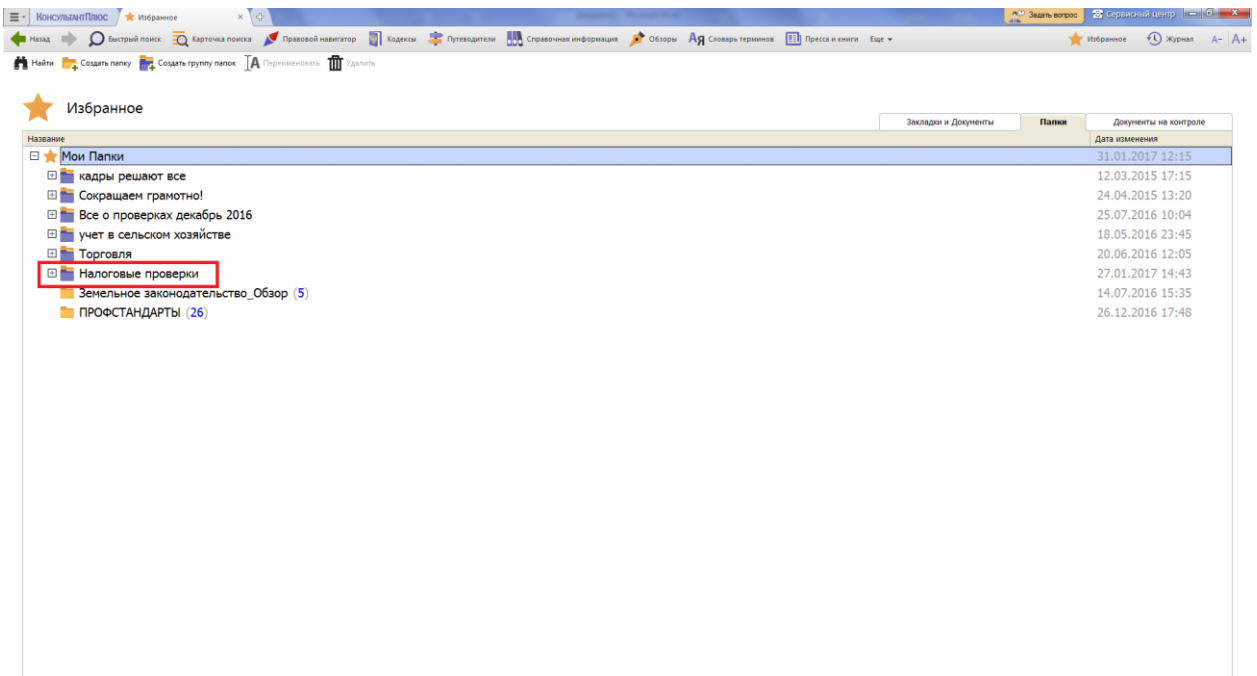 КонсультантПлюс Избранное Задать вопрос Сервисный центр
Назад Быстрый поиск Карточка поиска Правовой навигатор Кодексы Путеводители Справочная информация Обзоры Словарь терминов Пресса и книги Еще Избранное Журнал A- A+
Найти Создать папку Создать группу папок Переименовать Удалить
Избранное
Закладки и Документы Папки Документы на контроле
Название Дата изменения
Мои Папки 31.01.2017 12:15
кадры решают все 12.03.2015 17:15
Сокращаем грамотно! 24.04.2015 13:20
Все о проверках декабрь 2016 25.07.2016 10:04
учет в сельском хозяйстве 18.05.2016 23:45
Торговля 20.06.2016 12:05
Налоговые проверки 27.01.2017 14:43
Земельное законодательство_Обзор (5) 14.07.2016 15:35
ПРОФСТАНДАРТЫ (26) 26.12.2016 17:48